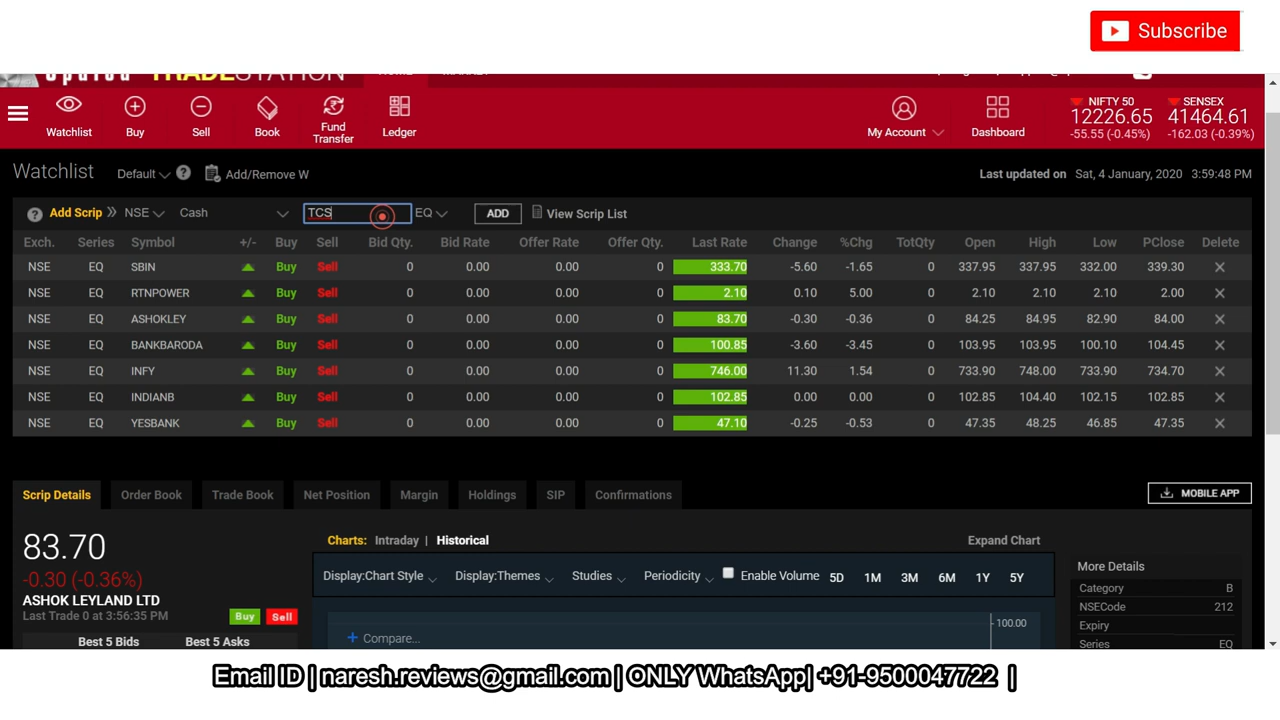 Subscribe
TRADESTATION
Watchlist Buy Sell Book Fund Transfer Ledger My Account Dashboard
NIFTY 50 12226.65 -55.55 (-0.45%)
SENSEX 41464.61 -162.03 (-0.39%)
Watchlist Default ? Add/Remove W Last updated on Sat, 4 January, 2020 3:59:48 PM
? Add Scrip NSE Cash TCS EQ ADD View Scrip List
Exch. Series Symbol +/- Buy Sell Bid Qty. Bid Rate Offer Rate Offer Qty. Last Rate Change %Chg TotQty Open High Low PClose Delete
NSE EQ SBIN Buy Sell 0 0.00 0.00 0 333.70 -5.60 -1.65 0 337.95 337.95 332.00 339.30
NSE EQ RTNPOWER Buy Sell 0 0.00 0.00 0 2.10 0.10 5.00 0 2.10 2.10 2.10 2.00
NSE EQ ASHOKLEY Buy Sell 0 0.00 0.00 0 83.70 -0.30 -0.36 0 84.25 84.95 82.90 84.00
NSE EQ BANKBARODA Buy Sell 0 0.00 0.00 0 100.85 -3.60 -3.45 0 103.95 103.95 100.10 104.45
NSE EQ INFY Buy Sell 0 0.00 0.00 0 746.00 11.30 1.54 0 733.90 748.00 733.90 734.70
NSE EQ INDIANB Buy Sell 0 0.00 0.00 0 102.85 0.00 0.00 0 102.85 104.40 102.15 102.85
NSE EQ YESBANK Buy Sell 0 0.00 0.00 0 47.10 -0.25 -0.53 0 47.35 48.25 46.85 47.35
Scrip Details Order Book Trade Book Net Position Margin Holdings SIP Confirmations MOBILE APP
83.70
-0.30 (-0.36%)
ASHOK LEYLAND LTD
Last Trade 0 at 3:56:35 PM Buy Sell
Best 5 Bids Best 5 Asks
Charts: Intraday | Historical Expand Chart
Display:Chart Style Display:Themes Studies Periodicity Enable Volume 5D 1M 3M 6M 1Y 5Y
+ Compare... 100.00
More Details
Category B
NSECode 212
Expiry
Series EQ
Email ID | naresh.reviews@gmail.com | ONLY WhatsApp| +91-9500047722 |